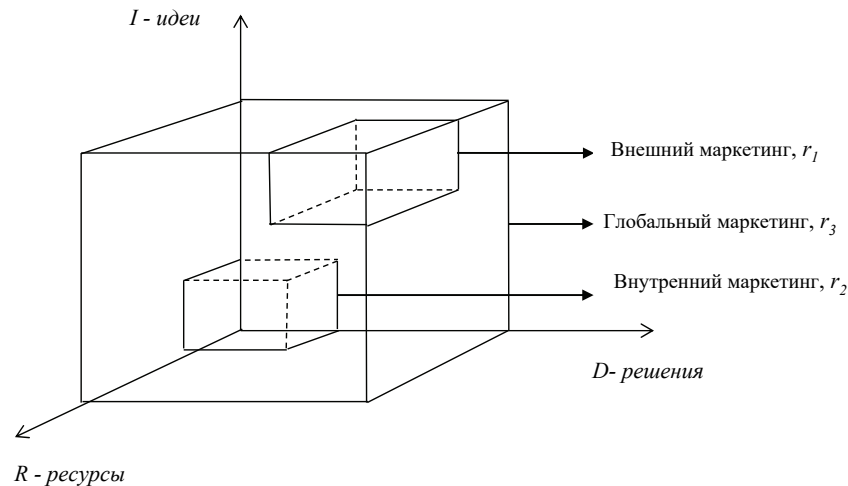 I - идеи
Внешний маркетинг, r1
Глобальный маркетинг, r3
Внутренний маркетинг, r2
D- решения
R - ресурсы